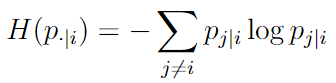 H(p_{·|i}) = − ∑_{j≠i} p_{j|i} log p_{j|i}